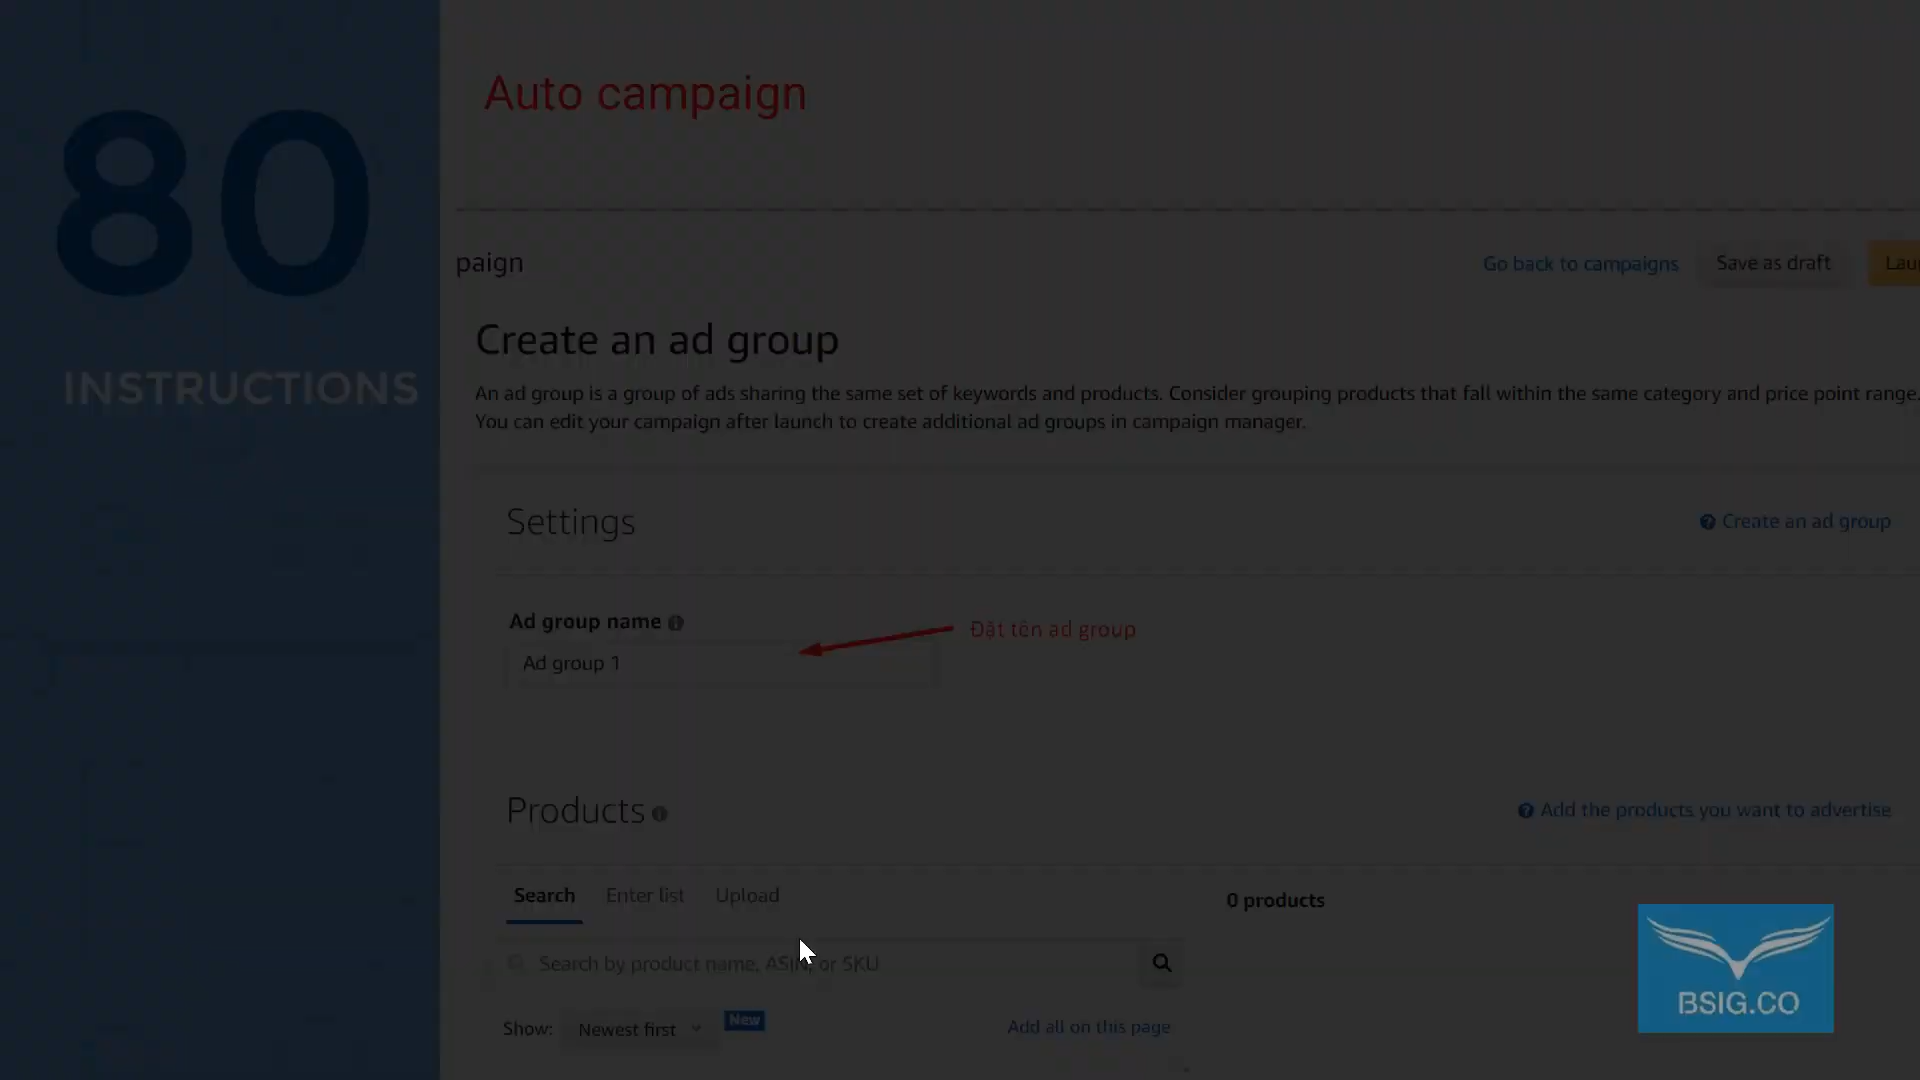 80
INSTRUCTIONS
Auto campaign
paign
Go back to campaigns
Save as draft
Create an ad group
An ad group is a group of ads sharing the same set of keywords and products. Consider grouping products that fall within the same category and price point range.
You can edit your campaign after launch to create additional ad groups in campaign manager.
Settings
Create an ad group
Ad group name
Đặt tên ad group
Ad group 1
Products
Add the products you want to advertise
Search Enter list Upload
0 products
Search by product name, ASIN, or SKU
Show: Newest first
New
Add all on this page
BSIG.CO